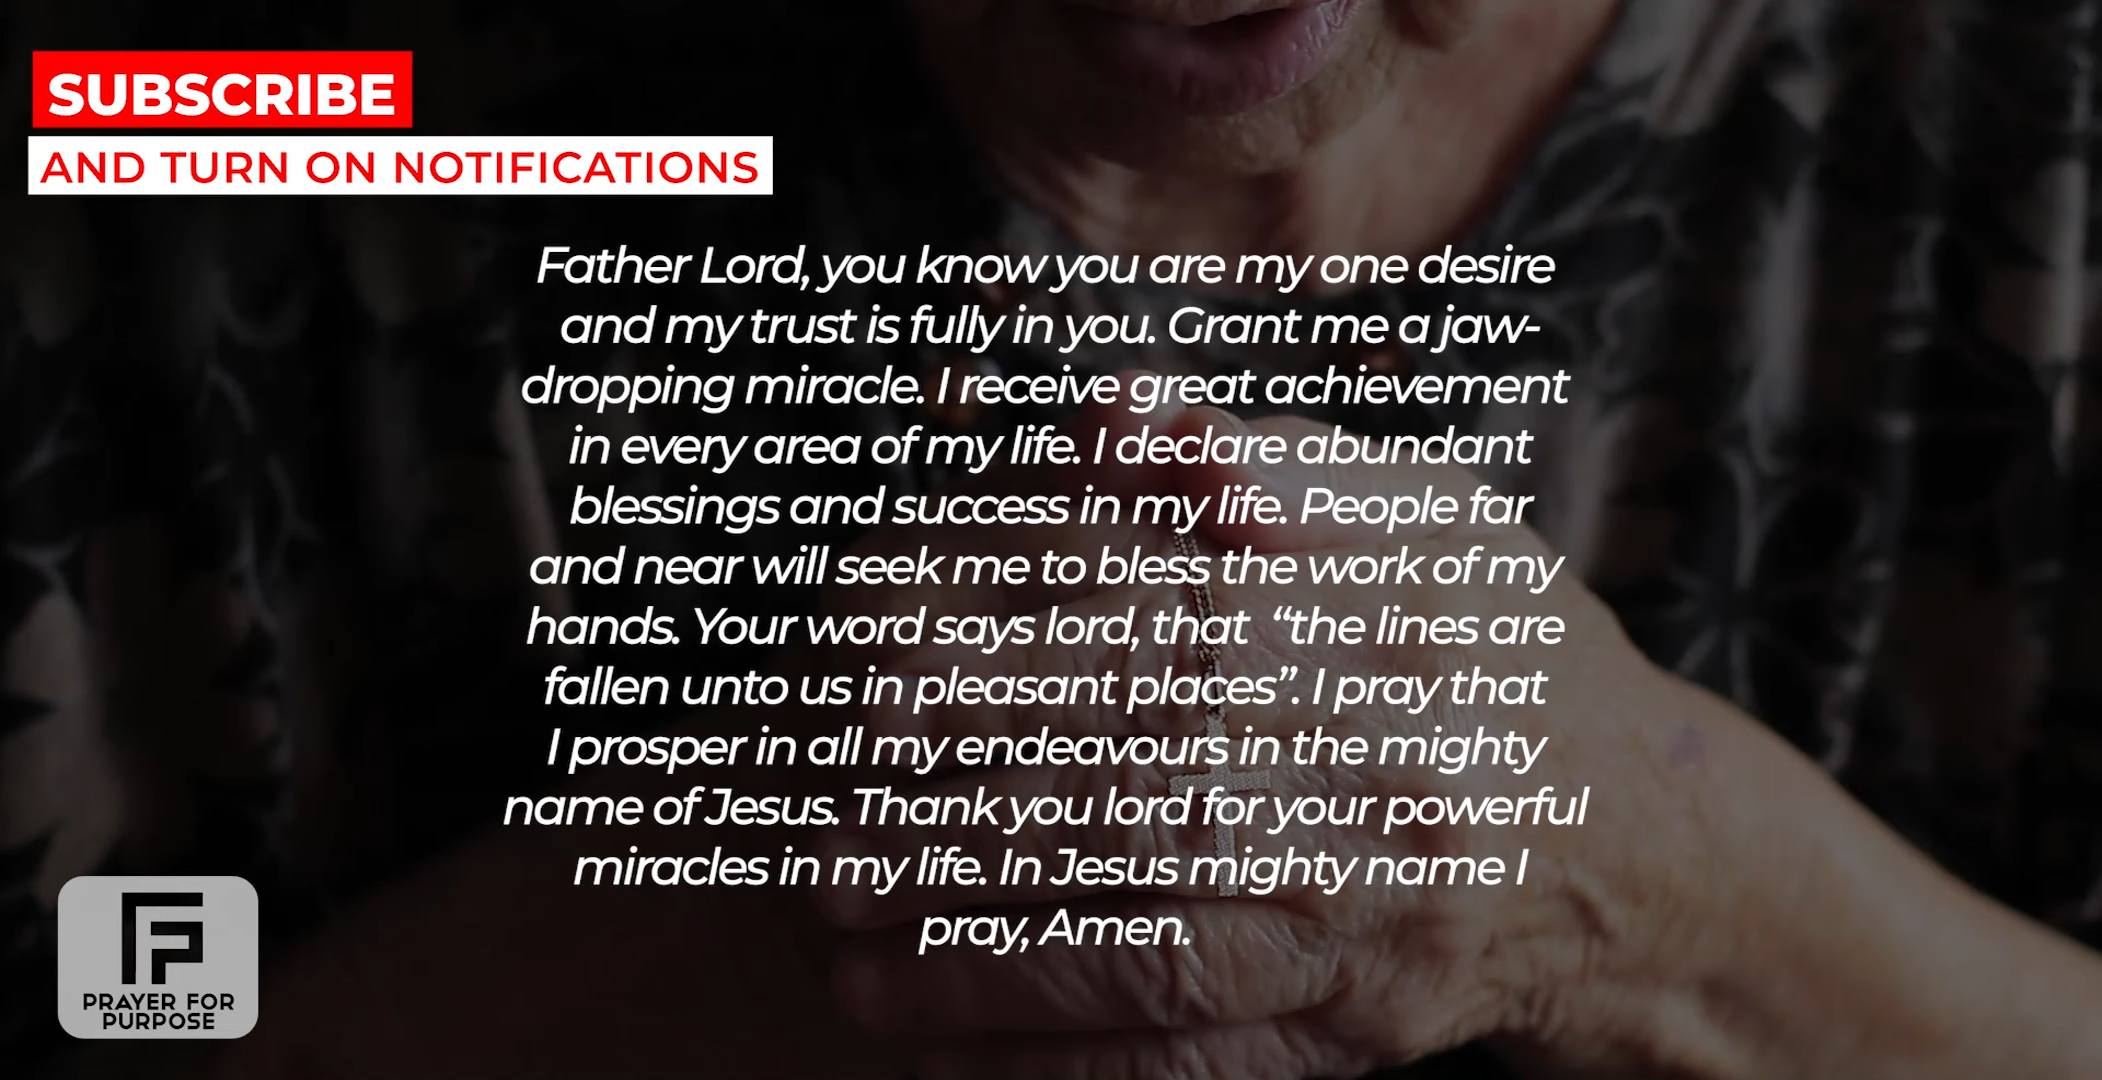 SUBSCRIBE
AND TURN ON NOTIFICATIONS
Father Lord, you know you are my one desire
and my trust is fully in you. Grant me a jaw-
dropping miracle. I receive great achievement
in every area of my life. I declare abundant
blessings and success in my life. People far
and near will seek me to bless the work of my
hands. Your word says lord, that “the lines are
fallen unto us in pleasant places”. I pray that
I prosper in all my endeavours in the mighty
name of Jesus. Thank you lord for your powerful
miracles in my life. In Jesus mighty name I
pray, Amen.
PRAYER FOR
PURPOSE